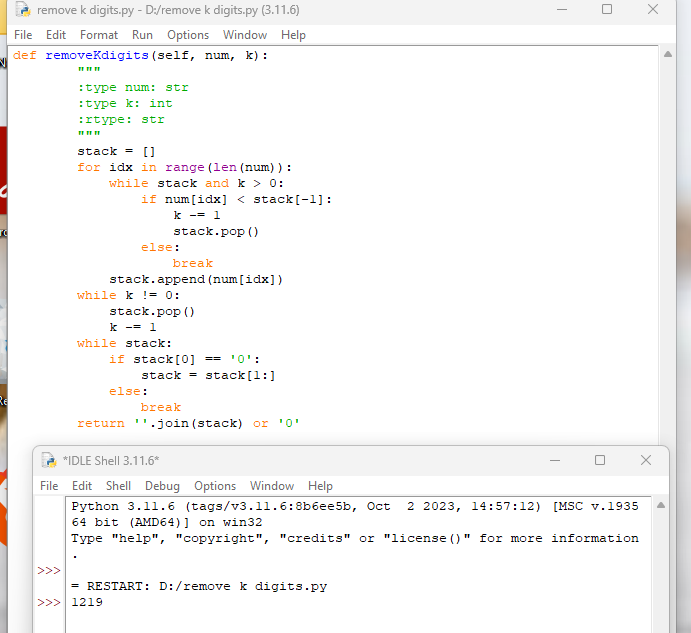 remove k digits.py - D:/remove k digits.py (3.11.6)
File Edit Format Run Options Window Help
def removeKdigits(self, num, k):
        """
        :type num: str
        :type k: int
        :rtype: str
        """
        stack = []
        for idx in range(len(num)):
            while stack and k > 0:
                if num[idx] < stack[-1]:
                    k -= 1
                    stack.pop()
                else:
                    break
            stack.append(num[idx])
        while k != 0:
            stack.pop()
            k -= 1
        while stack:
            if stack[0] == '0':
                stack = stack[1:]
            else:
                break
        return ''.join(stack) or '0'
*IDLE Shell 3.11.6*
File Edit Shell Debug Options Window Help
Python 3.11.6 (tags/v3.11.6:8b6ee5b, Oct  2 2023, 14:57:12) [MSC v.1935
64 bit (AMD64)] on win32
Type "help", "copyright", "credits" or "license()" for more information
.
>>>
= RESTART: D:/remove k digits.py
>>> 1219